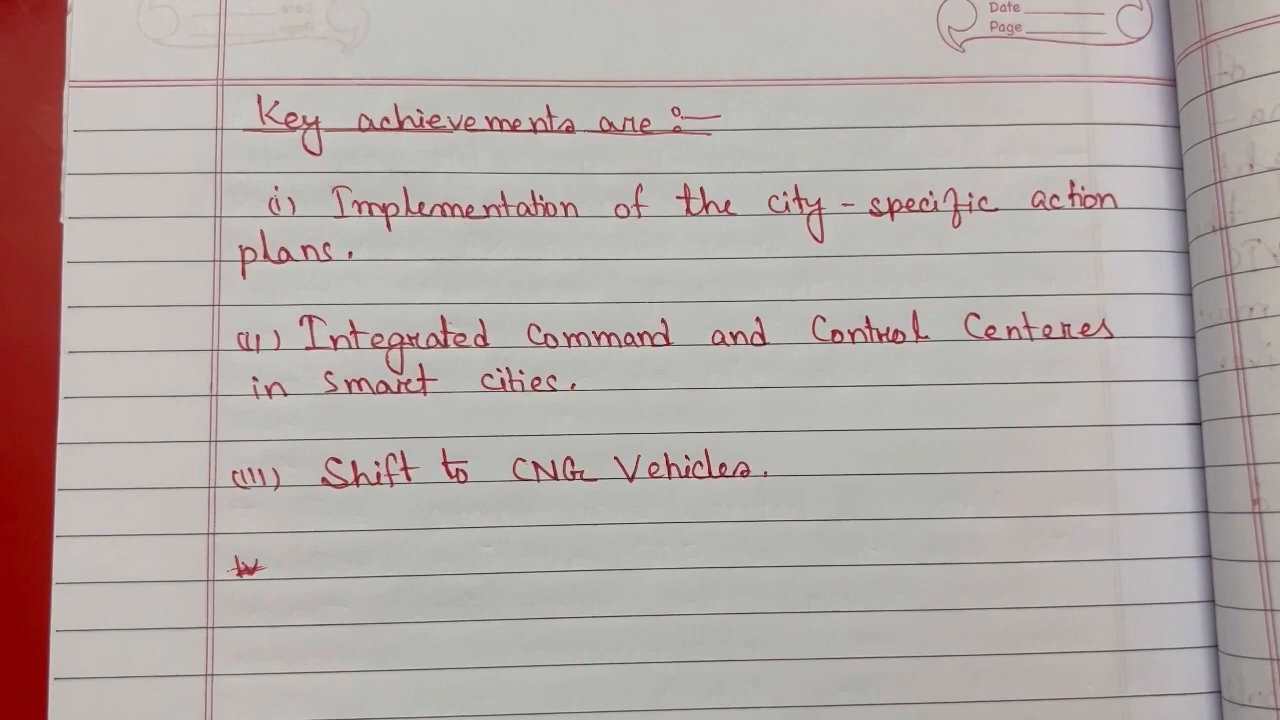 Date
Page
Key achievements are :-
(i) Implementation of the city-specific action
plans.
(II) Integrated Command and Control Centeres
in smart cities.
(III) Shift to CNG Vehicles.